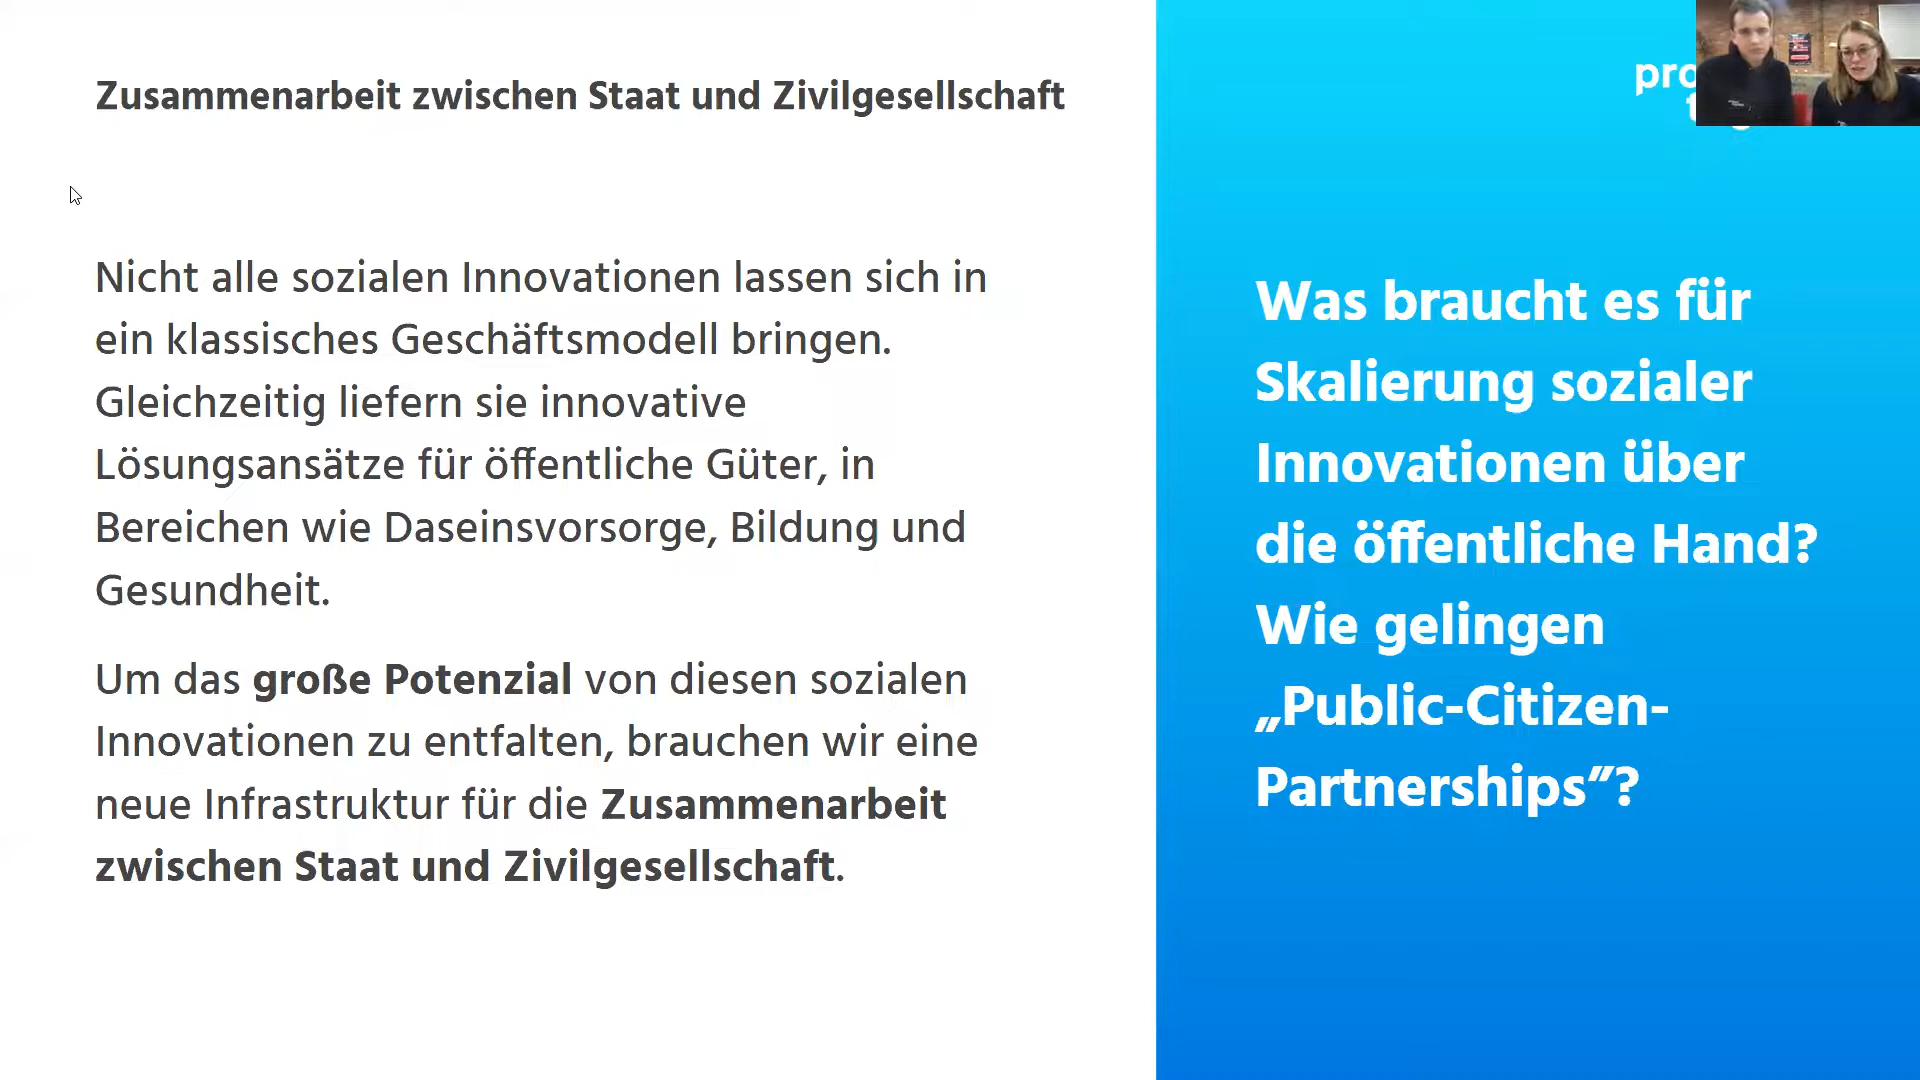 Zusammenarbeit zwischen Staat und Zivilgesellschaft
Nicht alle sozialen Innovationen lassen sich in
ein klassisches Geschäftsmodell bringen.
Gleichzeitig liefern sie innovative
Lösungsansätze für öffentliche Güter, in
Bereichen wie Daseinsvorsorge, Bildung und
Gesundheit.
Um das große Potenzial von diesen sozialen
Innovationen zu entfalten, brauchen wir eine
neue Infrastruktur für die Zusammenarbeit
zwischen Staat und Zivilgesellschaft.
Was braucht es für
Skalierung sozialer
Innovationen über
die öffentliche Hand?
Wie gelingen
„Public-Citizen-
Partnerships”?